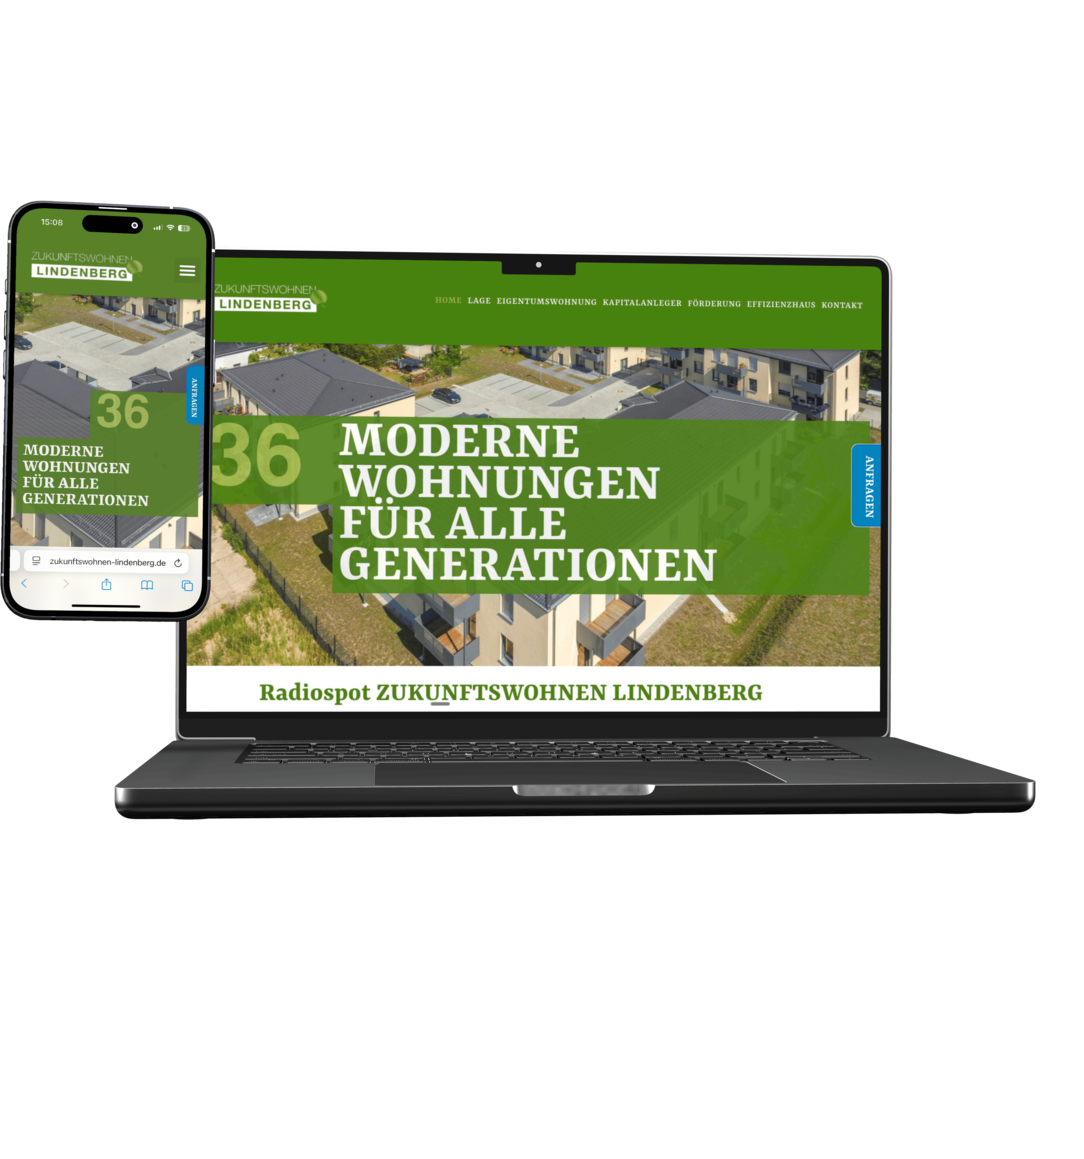 15:08
ZUKUNFTSWOHNEN
LINDENBERG
36
MODERNE
WOHNUNGEN
FÜR ALLE
GENERATIONEN
ANFRAGEN
zukunftswohnen-lindenberg.de
ZUKUNFTSWOHNEN
LINDENBERG
HOME LAGE EIGENTUMSWOHNUNG KAPITALANLEGER FÖRDERUNG EFFIZIENZHAUS KONTAKT
36
MODERNE
WOHNUNGEN
FÜR ALLE
GENERATIONEN
ANFRAGEN
Radiospot ZUKUNFTSWOHNEN LINDENBERG